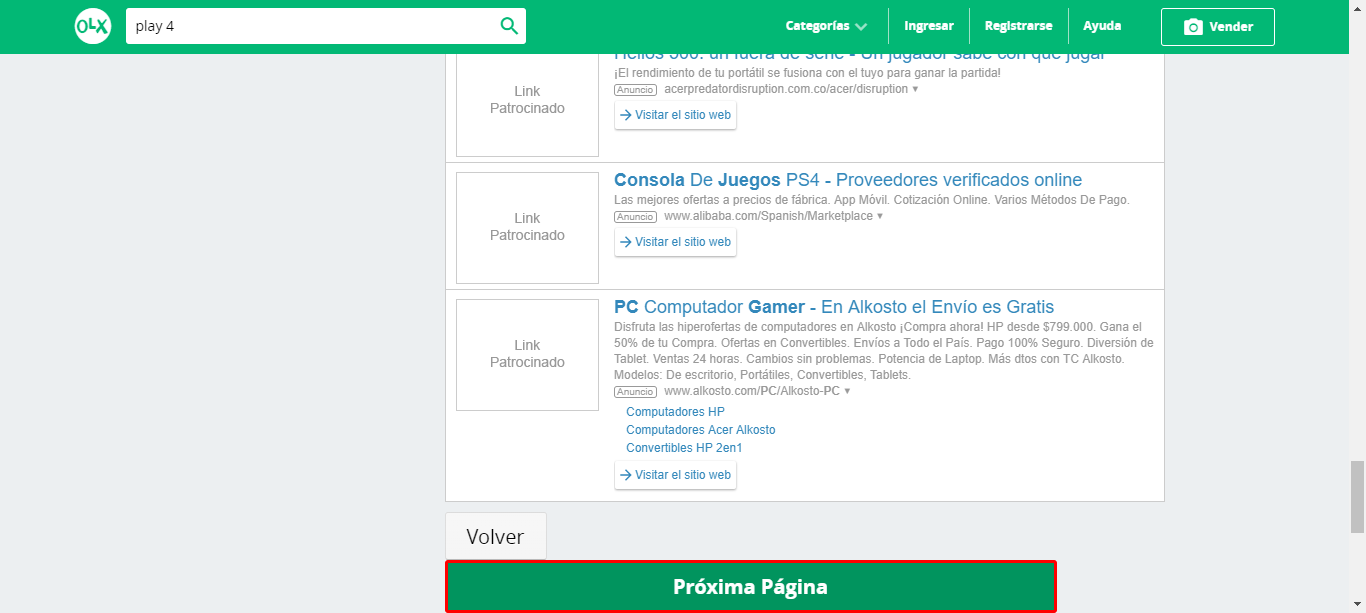 OLX
play 4
Categorías
Ingresar
Registrarse
Ayuda
Vender
Link
Patrocinado
Helios 300: un fuera de serie - Un jugador sabe con qué jugar
¡El rendimiento de tu portátil se fusiona con el tuyo para ganar la partida!
Anuncio acerpredatordisruption.com.co/acer/disruption ▼
→ Visitar el sitio web
Link
Patrocinado
Consola De Juegos PS4 - Proveedores verificados online
Las mejores ofertas a precios de fábrica. App Móvil. Cotización Online. Varios Métodos De Pago.
Anuncio www.alibaba.com/Spanish/Marketplace ▼
→ Visitar el sitio web
Link
Patrocinado
PC Computador Gamer - En Alkosto el Envío es Gratis
Disfruta las hiperofertas de computadores en Alkosto ¡Compra ahora! HP desde $799.000. Gana el
50% de tu Compra. Ofertas en Convertibles. Envíos a Todo el País. Pago 100% Seguro. Diversión de
Tablet. Ventas 24 horas. Cambios sin problemas. Potencia de Laptop. Más dtos con TC Alkosto.
Modelos: De escritorio, Portátiles, Convertibles, Tablets.
Anuncio www.alkosto.com/PC/Alkosto-PC ▼
Computadores HP
Computadores Acer Alkosto
Convertibles HP 2en1
→ Visitar el sitio web
Volver
Próxima Página